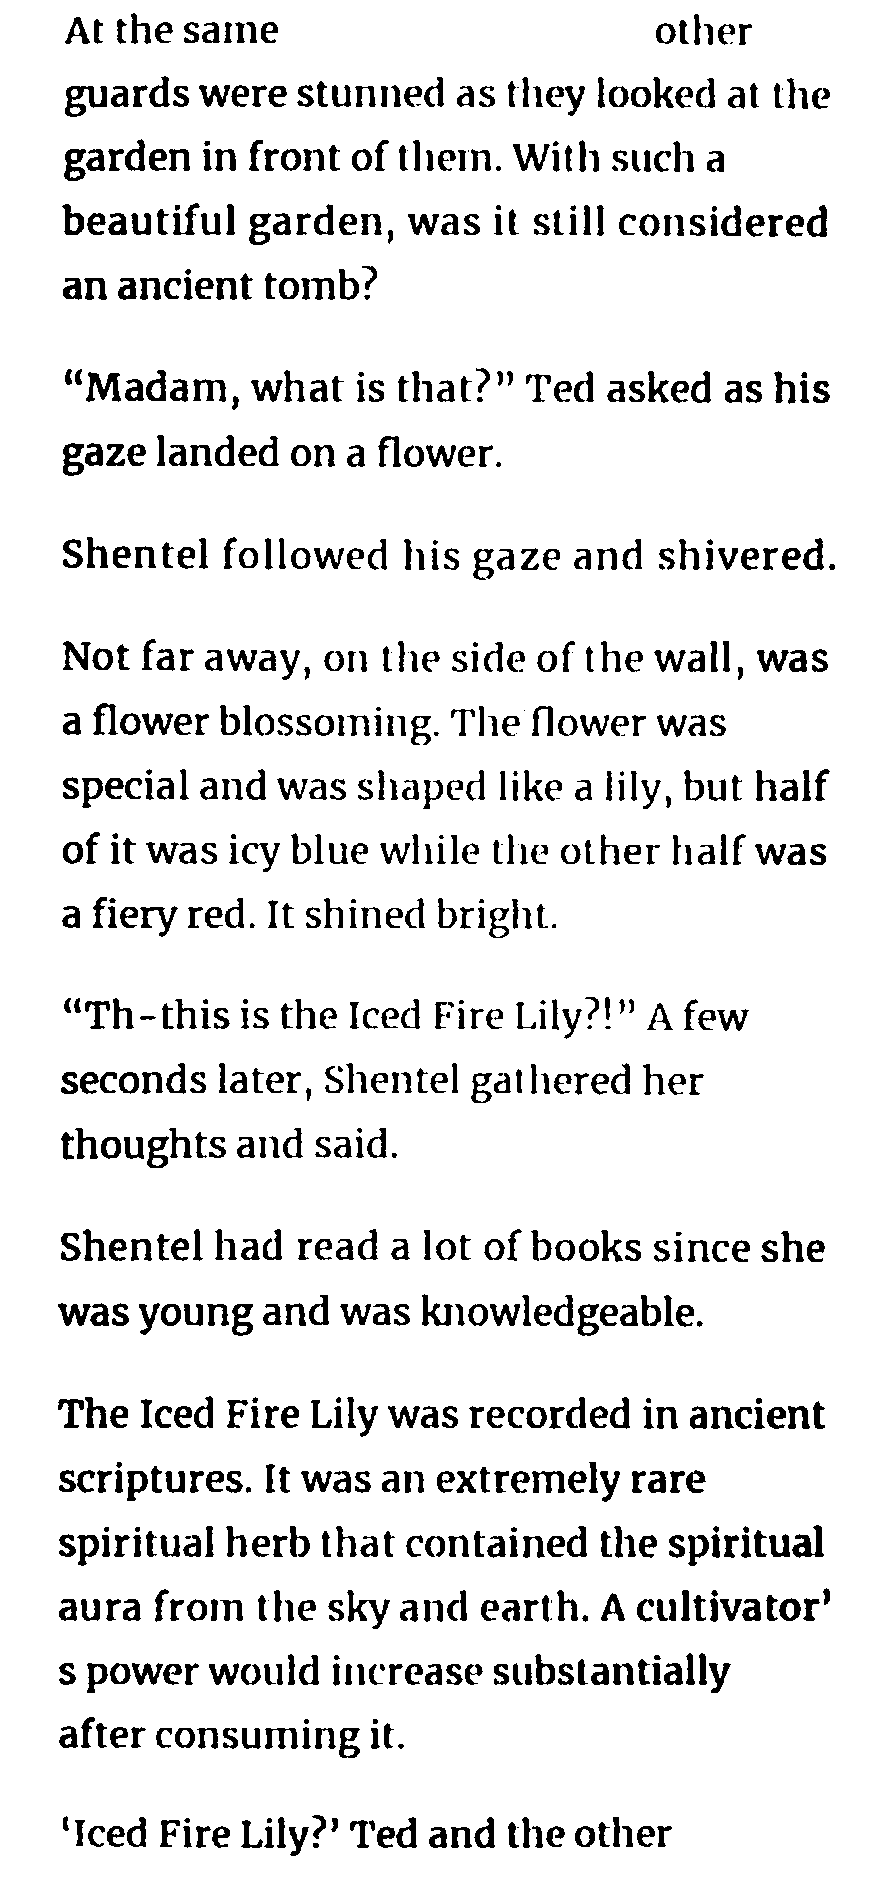 At the same other
guards were stunned as they looked at the
garden in front of them. With such a
beautiful garden, was it still considered
an ancient tomb?
“Madam, what is that?” Ted asked as his
gaze landed on a flower.
Shentel followed his gaze and shivered.
Not far away, on the side of the wall, was
a flower blossoming. The flower was
special and was shaped like a lily, but half
of it was icy blue while the other half was
a fiery red. It shined bright.
“Th-this is the Iced Fire Lily?!” A few
seconds later, Shentel gathered her
thoughts and said.
Shentel had read a lot of books since she
was young and was knowledgeable.
The Iced Fire Lily was recorded in ancient
scriptures. It was an extremely rare
spiritual herb that contained the spiritual
aura from the sky and earth. A cultivator’
s power would increase substantially
after consuming it.
‘Iced Fire Lily?’ Ted and the other